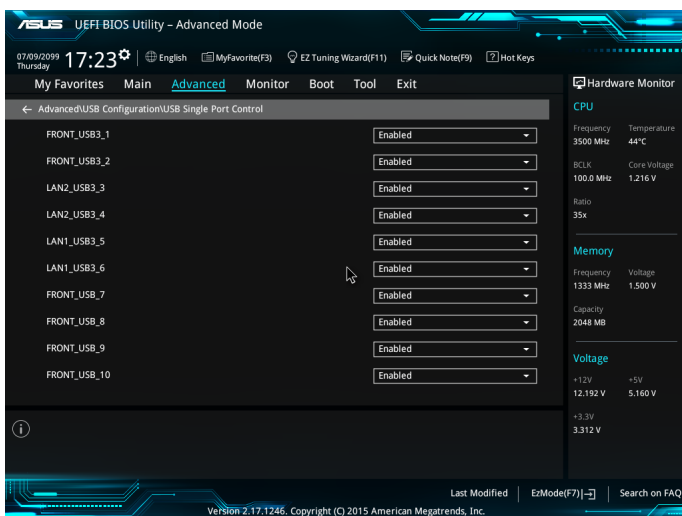 ASUS UEFI BIOS Utility – Advanced Mode
07/09/2099
Thursday
17:23
English
MyFavorite(F3)
EZ Tuning Wizard(F11)
Quick Note(F9)
? Hot Keys
My Favorites Main Advanced Monitor Boot Tool Exit
← Advanced\USB Configuration\USB Single Port Control
FRONT_USB3_1 Enabled
FRONT_USB3_2 Enabled
LAN2_USB3_3 Enabled
LAN2_USB3_4 Enabled
LAN1_USB3_5 Enabled
LAN1_USB3_6 Enabled
FRONT_USB_7 Enabled
FRONT_USB_8 Enabled
FRONT_USB_9 Enabled
FRONT_USB_10 Enabled
Hardware Monitor
CPU
Frequency Temperature
3500 MHz 44°C
BCLK Core Voltage
100.0 MHz 1.216 V
Ratio
35x
Memory
Frequency Voltage
1333 MHz 1.500 V
Capacity
2048 MB
Voltage
+12V +5V
12.192 V 5.160 V
+3.3V
3.312 V
Last Modified
EzMode(F7)
Search on FAQ
Version 2.17.1246. Copyright (C) 2015 American Megatrends, Inc.